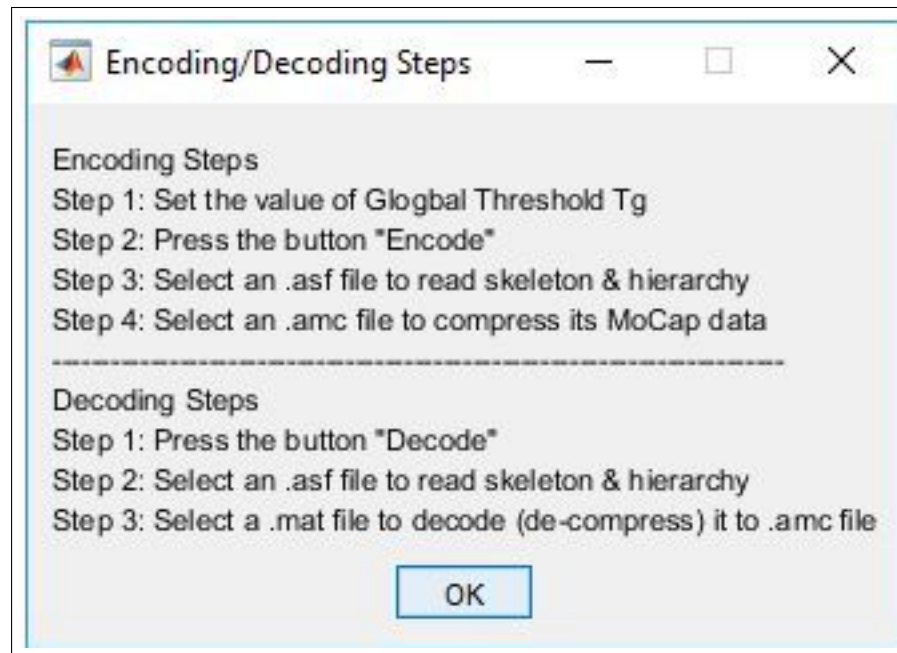 Encoding/Decoding Steps
Encoding Steps
Step 1: Set the value of Glogbal Threshold Tg
Step 2: Press the button "Encode"
Step 3: Select an .asf file to read skeleton & hierarchy
Step 4: Select an .amc file to compress its MoCap data
--------------------------------------------------------------------------
Decoding Steps
Step 1: Press the button "Decode"
Step 2: Select an .asf file to read skeleton & hierarchy
Step 3: Select a .mat file to decode (de-compress) it to .amc file
OK